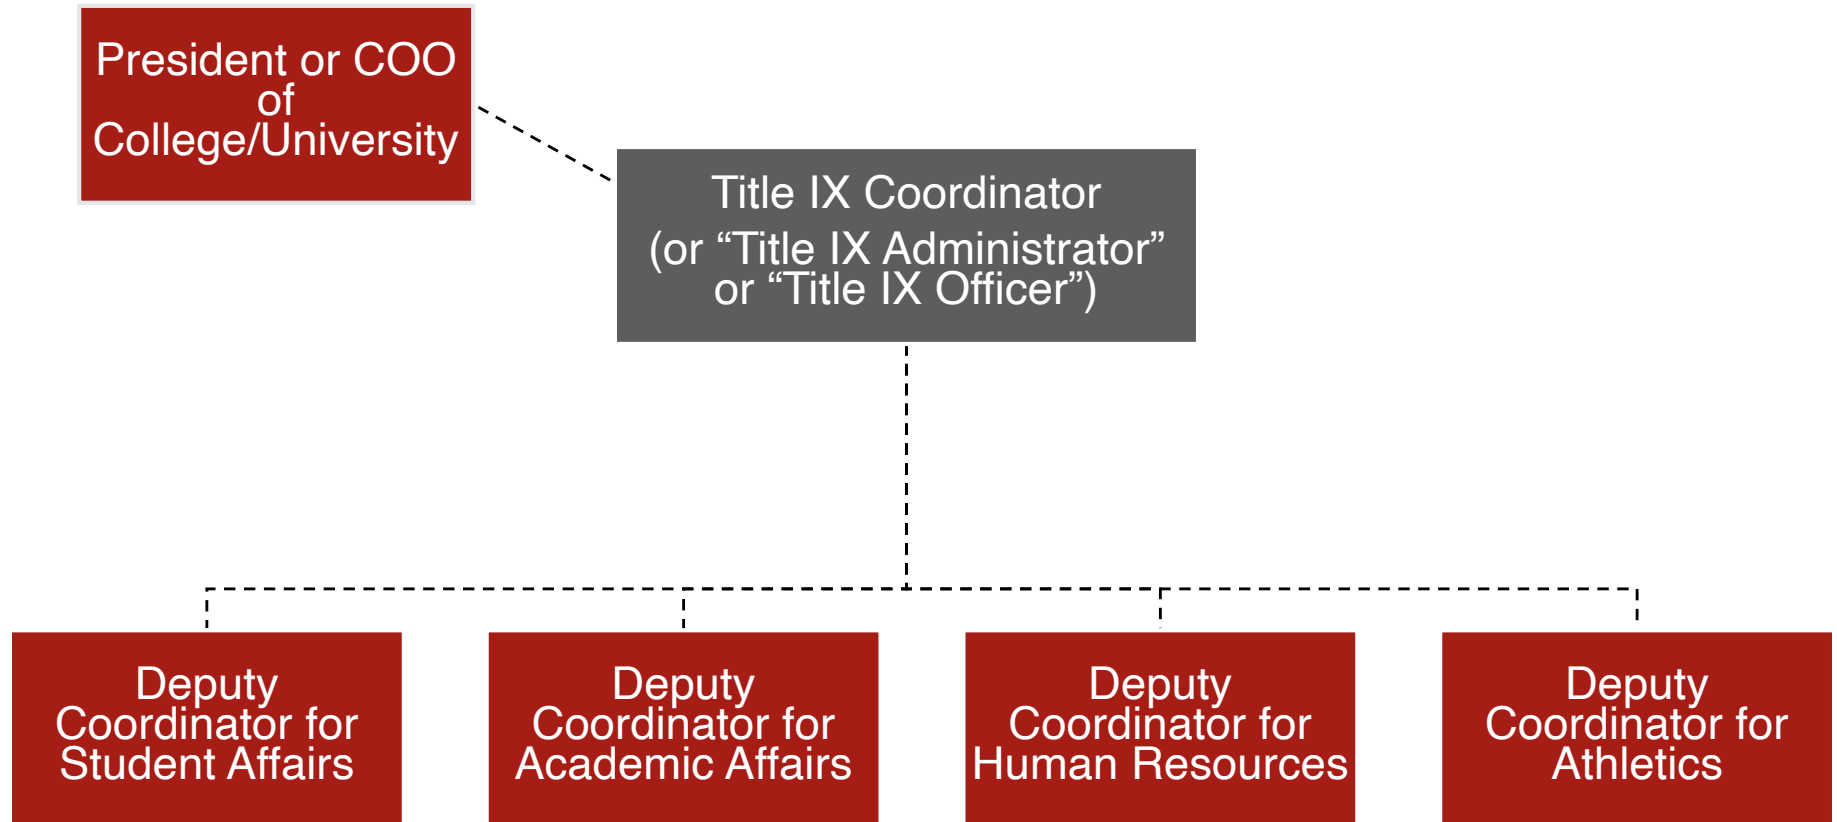 President or COO
of
College/University
Title IX Coordinator
(or “Title IX Administrator”
or “Title IX Officer”)
Deputy
Coordinator for
Student Affairs
Deputy
Coordinator for
Academic Affairs
Deputy
Coordinator for
Human Resources
Deputy
Coordinator for
Athletics